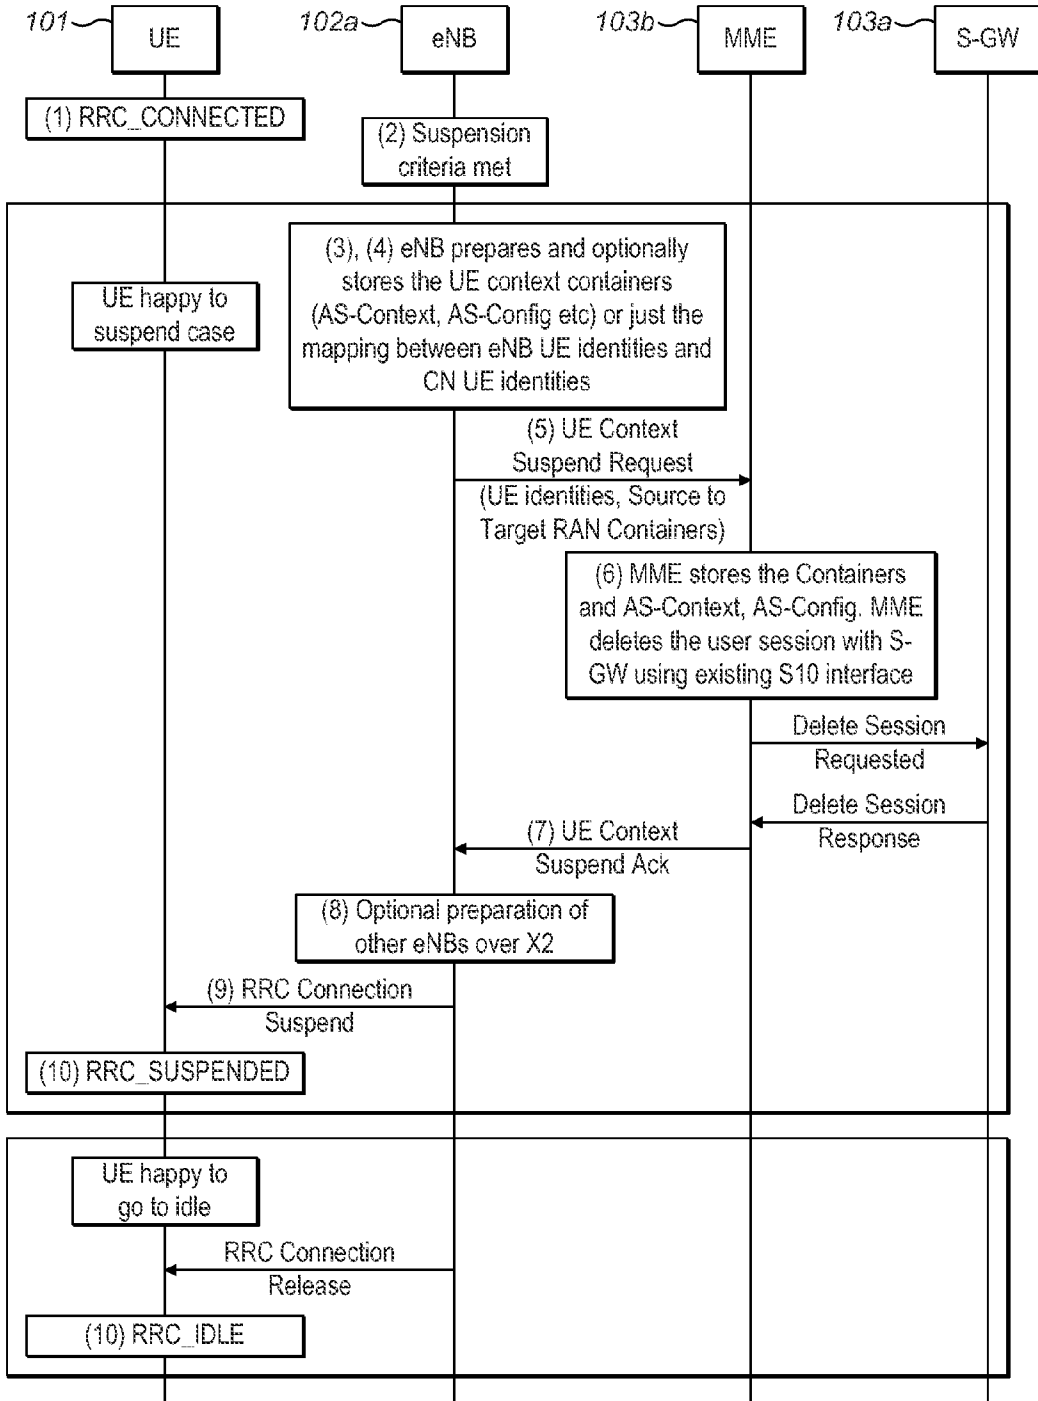 101
UE
102a
eNB
103b
MME
103a
S-GW
(1) RRC_CONNECTED
(2) Suspension
criteria met
(3), (4) eNB prepares and optionally
stores the UE context containers
(AS-Context, AS-Config etc) or just the
mapping between eNB UE identities and
CN UE identities
UE happy to
suspend case
(5) UE Context
Suspend Request
(UE identities, Source to
Target RAN Containers)
(6) MME stores the Containers
and AS-Context, AS-Config. MME
deletes the user session with S-
GW using existing S10 interface
Delete Session
Requested
Delete Session
Response
(7) UE Context
Suspend Ack
(8) Optional preparation of
other eNBs over X2
(9) RRC Connection
Suspend
(10) RRC_SUSPENDED
UE happy to
go to idle
RRC Connection
Release
(10) RRC_IDLE